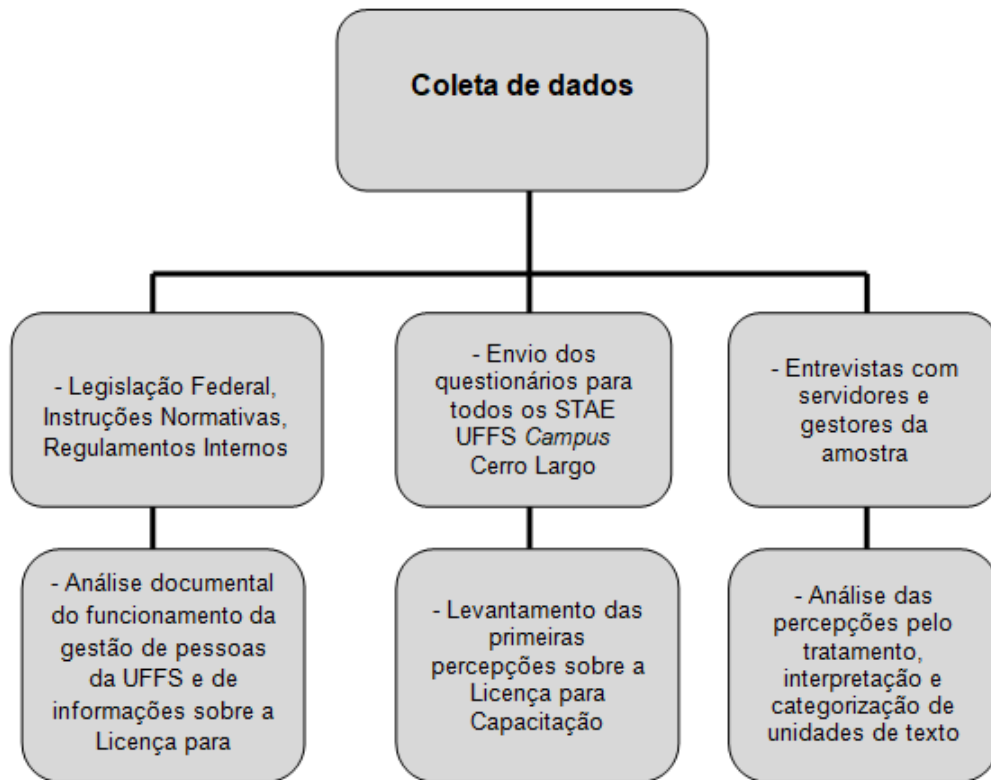 Coleta de dados
- Legislação Federal,
Instruções Normativas,
Regulamentos Internos
- Envio dos
questionários para
todos os STAE
UFFS Campus
Cerro Largo
- Entrevistas com
servidores e
gestores da
amostra
- Análise documental
do funcionamento da
gestão de pessoas
da UFFS e de
informações sobre a
Licença para
- Levantamento das
primeiras
percepções sobre a
Licença para
Capacitação
- Análise das
percepções pelo
tratamento,
interpretação e
categorização de
unidades de texto